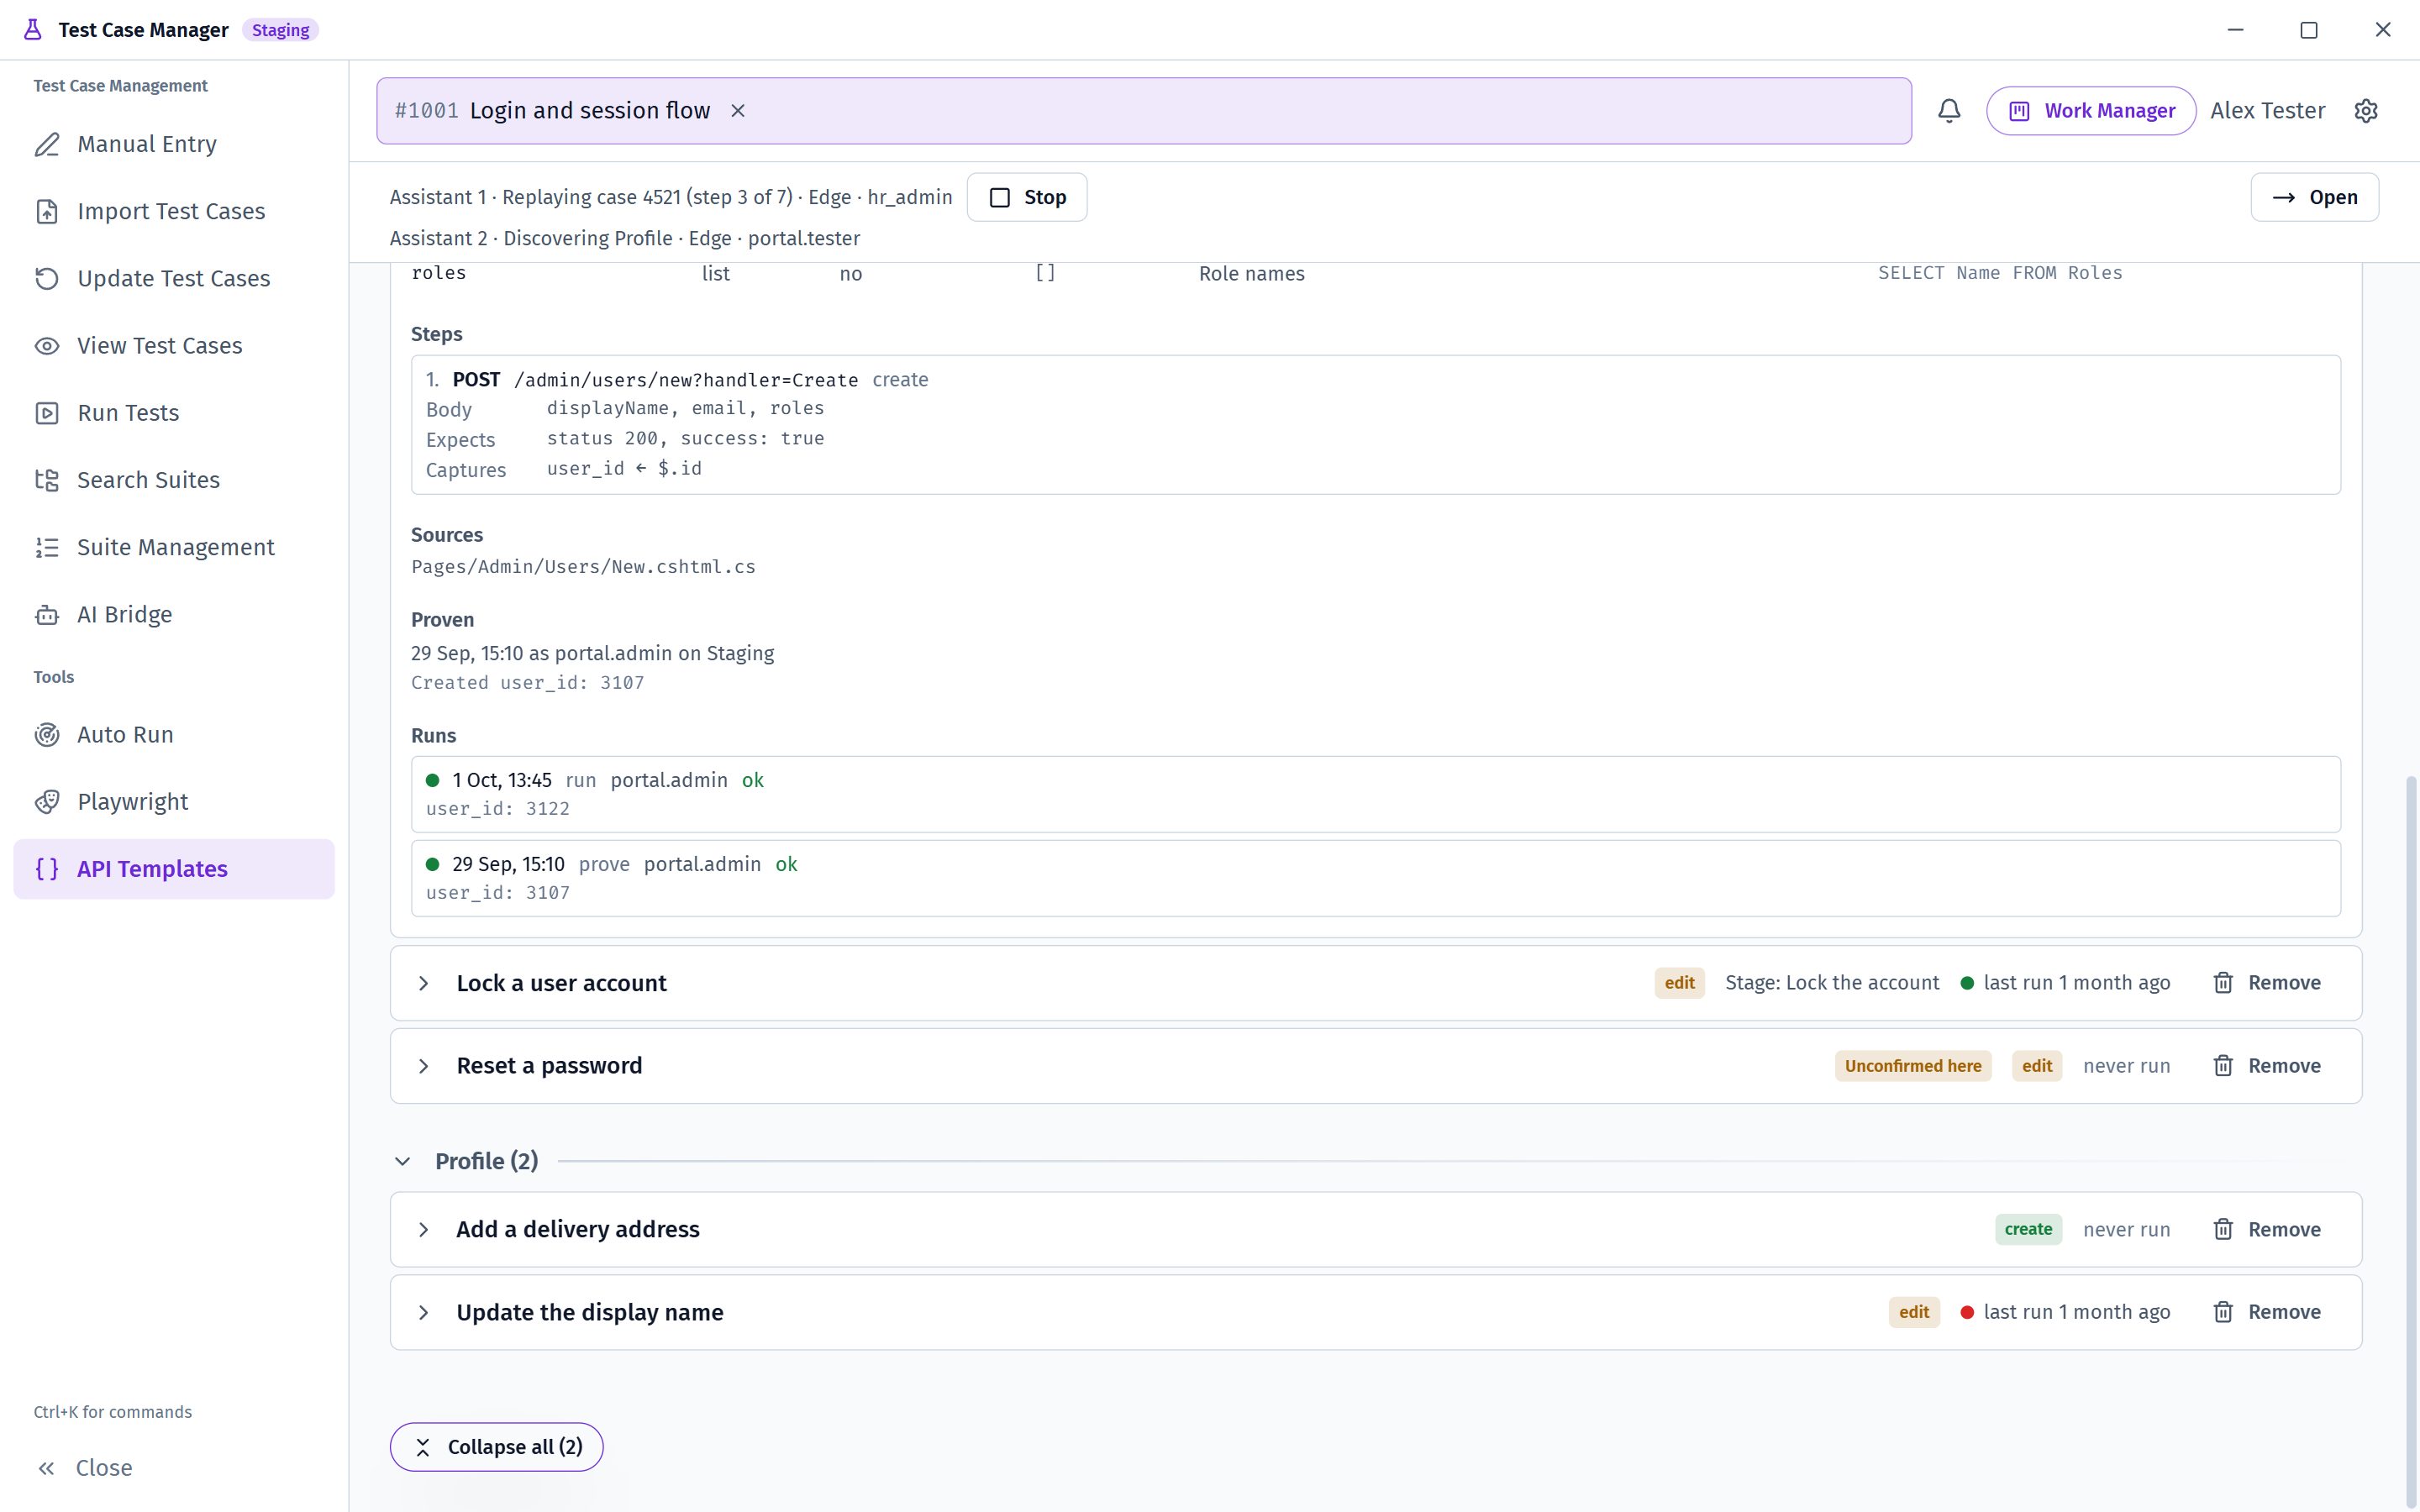 Test Case Manager Staging
Test Case Management
Manual Entry
Import Test Cases
Update Test Cases
View Test Cases
Run Tests
Search Suites
Suite Management
AI Bridge
Tools
Auto Run
Playwright
API Templates
Ctrl+K for commands
Close
#1001 Login and session flow
Work Manager Alex Tester
Assistant 1 · Replaying case 4521 (step 3 of 7) · Edge · hr_admin Stop Open
Assistant 2 · Discovering Profile · Edge · portal.tester
roles list no [] Role names SELECT Name FROM Roles
Steps
1. POST /admin/users/new?handler=Create create
Body displayName, email, roles
Expects status 200, success: true
Captures user_id ← $.id
Sources
Pages/Admin/Users/New.cshtml.cs
Proven
29 Sep, 15:10 as portal.admin on Staging
Created user_id: 3107
Runs
1 Oct, 13:45 run portal.admin ok
user_id: 3122
29 Sep, 15:10 prove portal.admin ok
user_id: 3107
Lock a user account edit Stage: Lock the account last run 1 month ago Remove
Reset a password Unconfirmed here edit never run Remove
Profile (2)
Add a delivery address create never run Remove
Update the display name edit last run 1 month ago Remove
Collapse all (2)